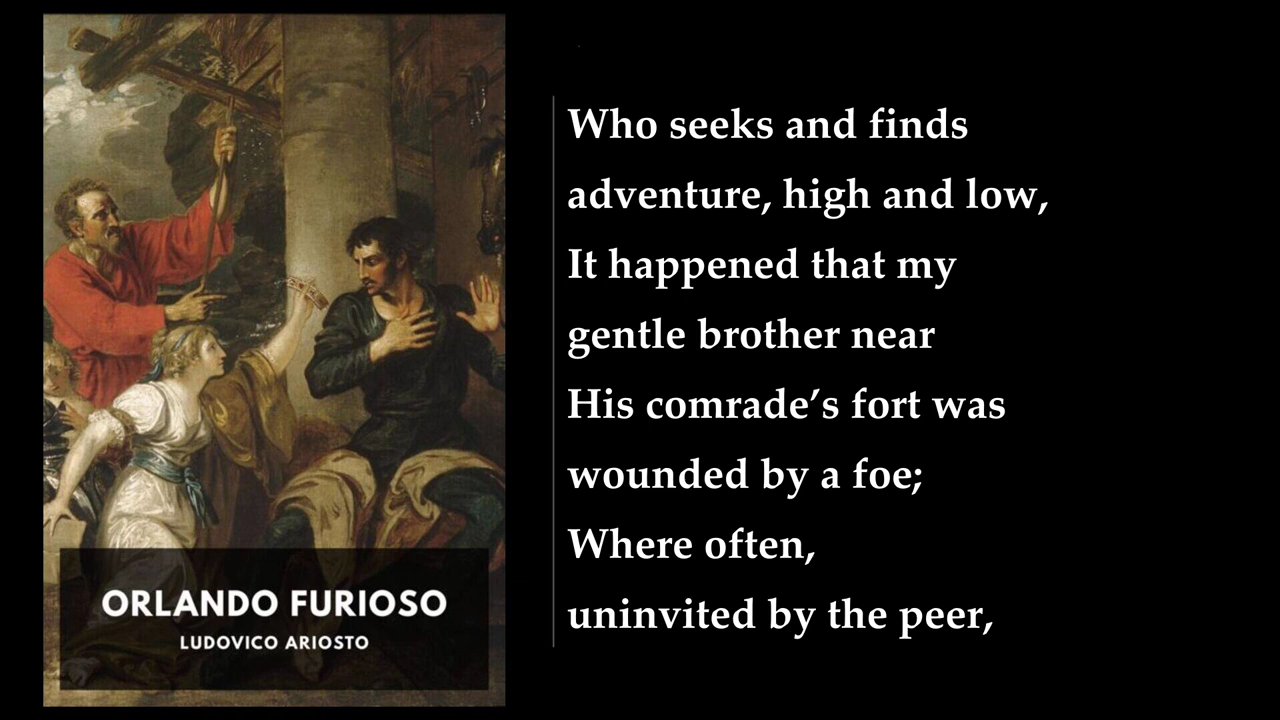 Who seeks and finds
adventure, high and low,
It happened that my
gentle brother near
His comrade’s fort was
wounded by a foe;
Where often,
uninvited by the peer,
ORLANDO FURIOSO
LUDOVICO ARIOSTO